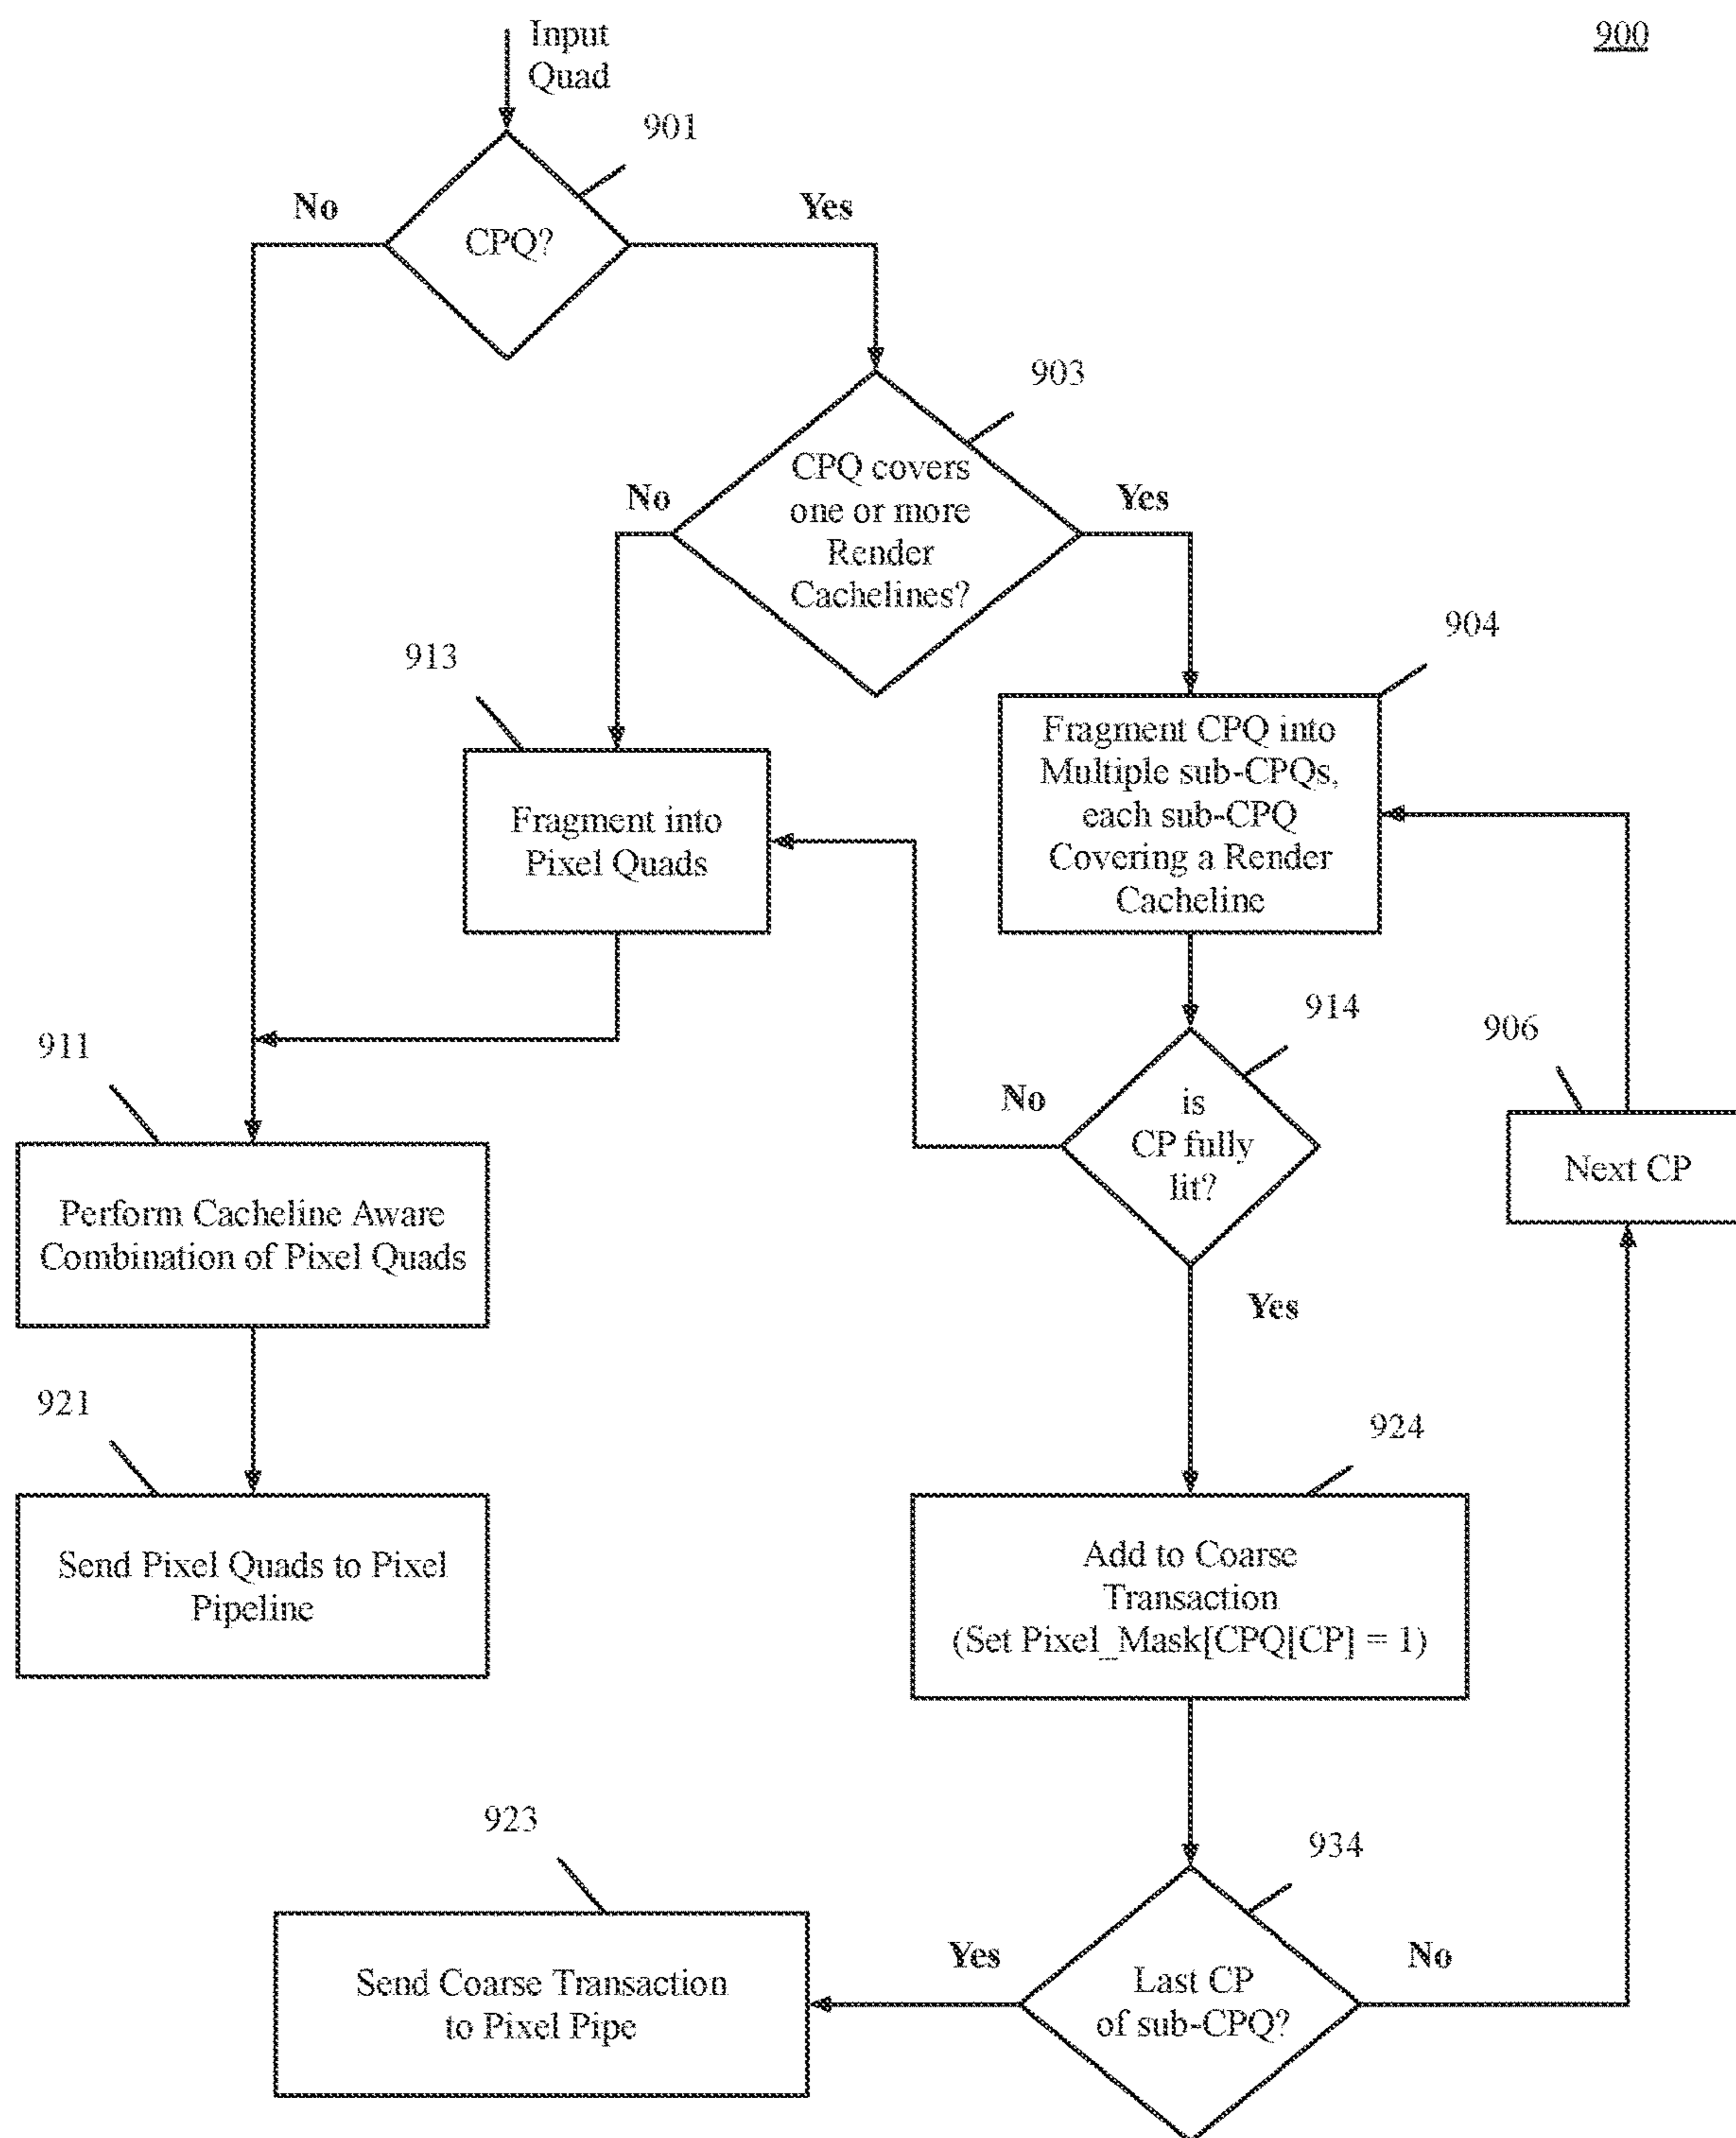 900
Input
Quad
901
No
Yes
CPQ?
903
CPQ covers
one or more
Render
Cachelines?
No
Yes
904
913
Fragment CPQ into
Multiple sub-CPQs,
each sub-CPQ
Covering a Render
Cacheline
Fragment into
Pixel Quads
914
906
911
is
CP fully
lit?
No
Yes
Next CP
Perform Cacheline Aware
Combination of Pixel Quads
921
924
Send Pixel Quads to Pixel
Pipeline
Add to Coarse
Transaction
(Set Pixel_Mask[CPQ[CP] = 1)
923
934
Yes
No
Send Coarse Transaction
to Pixel Pipe
Last CP
of sub-CPQ?